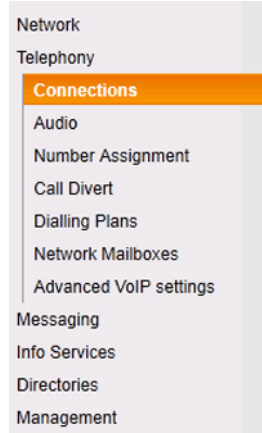 Network
Telephony
Connections
Audio
Number Assignment
Call Divert
Dialling Plans
Network Mailboxes
Advanced VoIP settings
Messaging
Info Services
Directories
Management